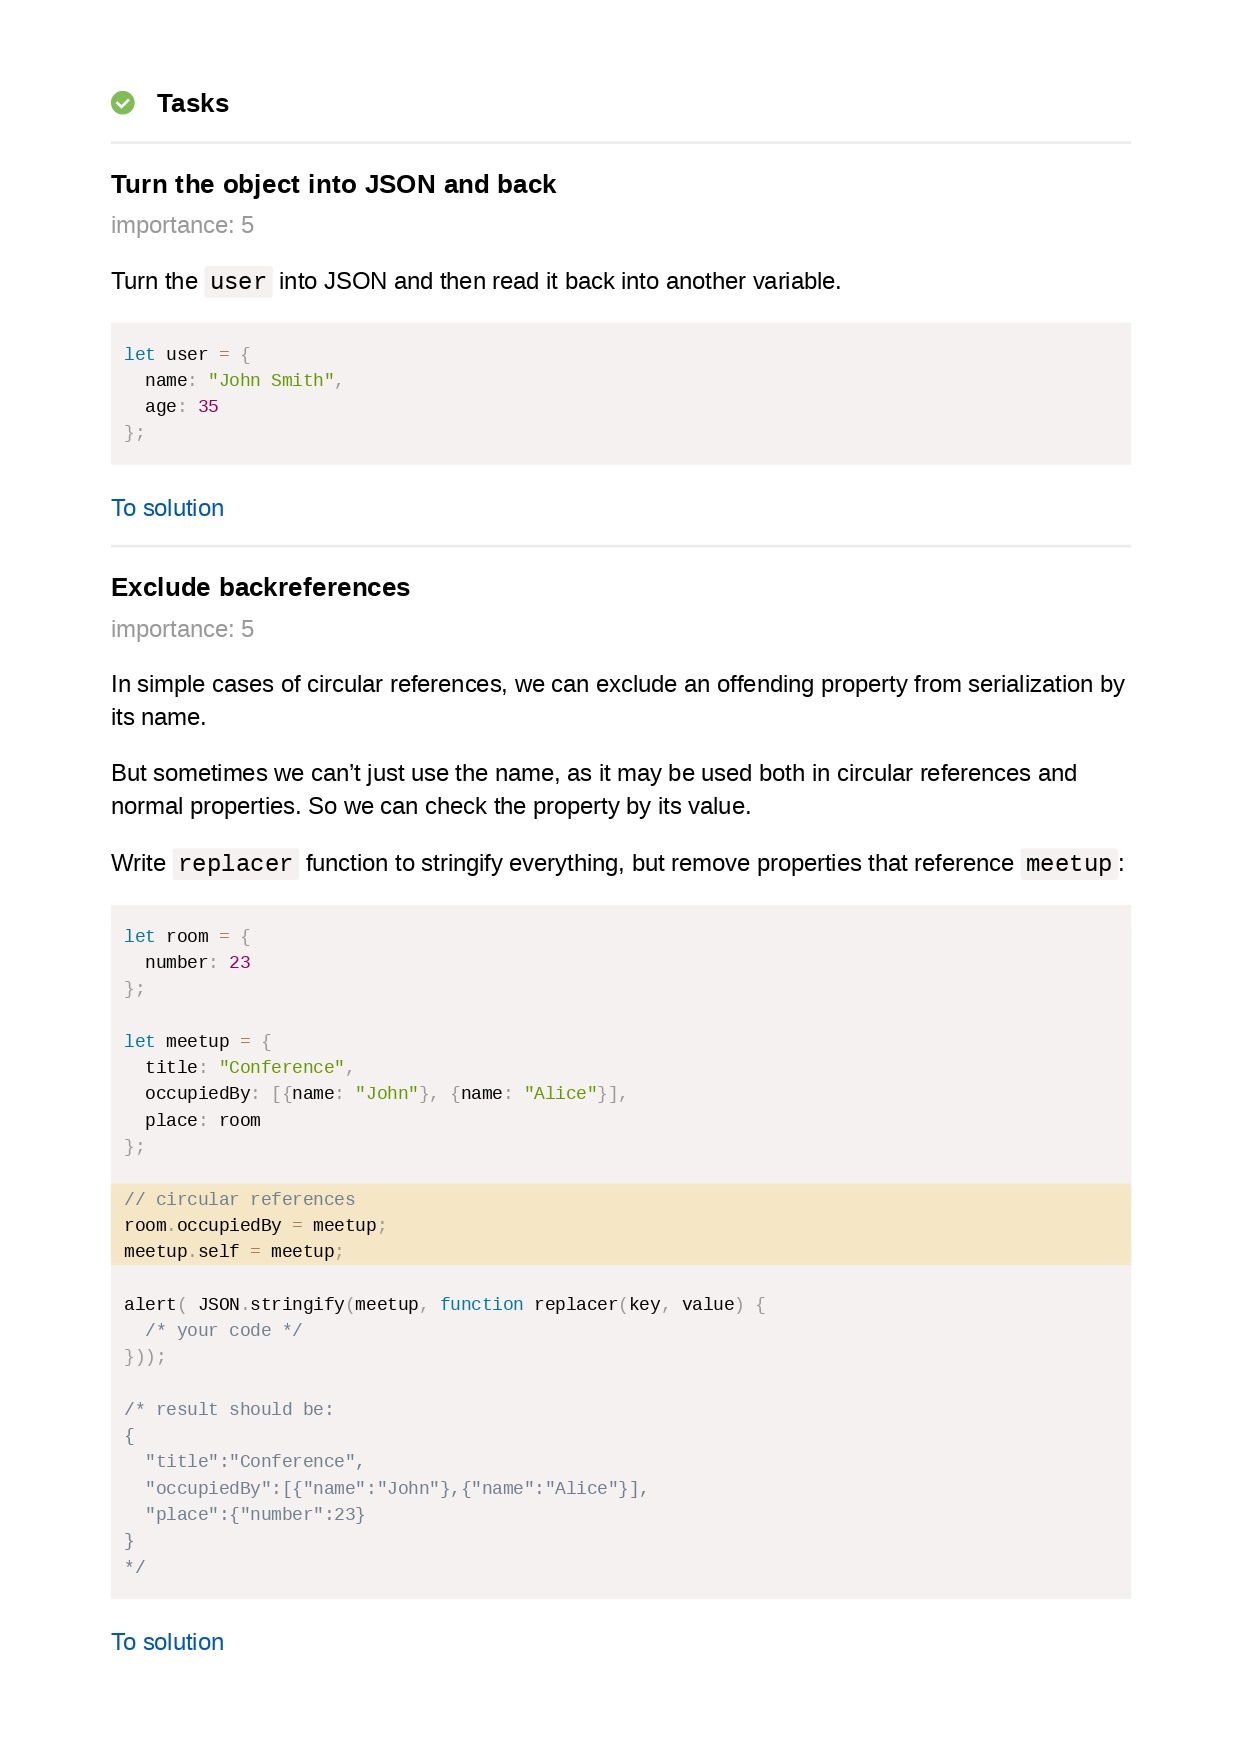 Tasks
Turn the object into JSON and back
importance: 5
Turn the user into JSON and then read it back into another variable.
let user = {
  name: "John Smith",
  age: 35
};
To solution
Exclude backreferences
importance: 5
In simple cases of circular references, we can exclude an offending property from serialization by
its name.
But sometimes we can’t just use the name, as it may be used both in circular references and
normal properties. So we can check the property by its value.
Write replacer function to stringify everything, but remove properties that reference meetup:
let room = {
  number: 23
};
let meetup = {
  title: "Conference",
  occupiedBy: [{name: "John"}, {name: "Alice"}],
  place: room
};
// circular references
room.occupiedBy = meetup;
meetup.self = meetup;
alert( JSON.stringify(meetup, function replacer(key, value) {
  /* your code */
}));
/* result should be:
{
  "title":"Conference",
  "occupiedBy":[{"name":"John"},{"name":"Alice"}],
  "place":{"number":23}
}
*/
To solution